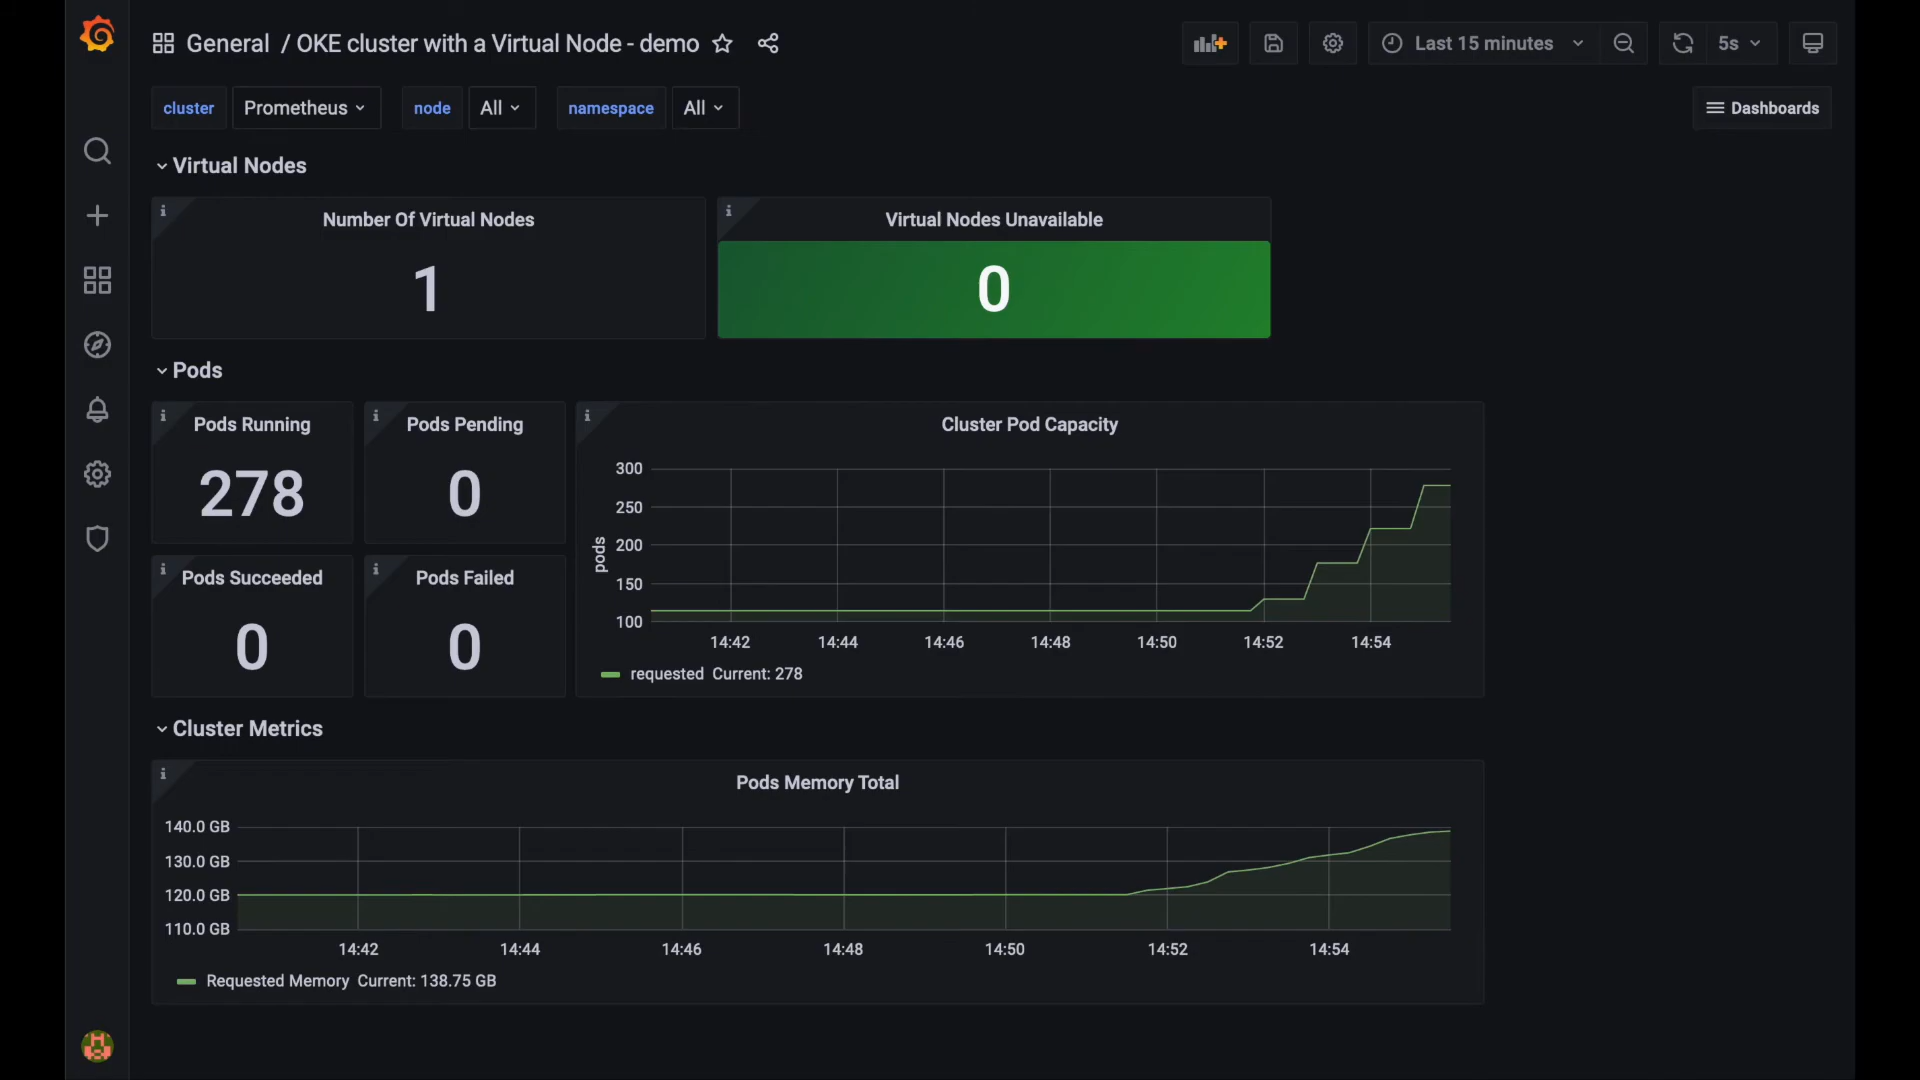 General / OKE cluster with a Virtual Node - demo
Last 15 minutes
5s
cluster Prometheus node All namespace All
Dashboards
Virtual Nodes
Number Of Virtual Nodes
1
Virtual Nodes Unavailable
0
Pods
Pods Running
278
Pods Pending
0
Pods Succeeded
0
Pods Failed
0
Cluster Pod Capacity
pods
300
250
200
150
100
14:42 14:44 14:46 14:48 14:50 14:52 14:54
requested Current: 278
Cluster Metrics
Pods Memory Total
140.0 GB
130.0 GB
120.0 GB
110.0 GB
14:42 14:44 14:46 14:48 14:50 14:52 14:54
Requested Memory Current: 138.75 GB